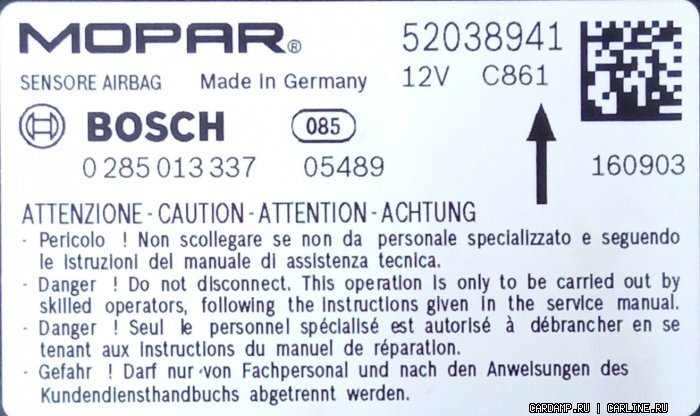 MOPAR® 52038941
SENSORE AIRBAG Made in Germany 12V C861
BOSCH 085
0 285 013 337 05489 160903
ATTENZIONE - CAUTION - ATTENTION - ACHTUNG
- Pericolo ! Non scollegare se non da personale specializzato e seguendo
le istruzioni del manuale di assistenza tecnica.
- Danger ! Do not disconnect. This operation is only to be carried out by
skilled operators, following the instructions given in the service manual.
- Danger ! Seul le personnel spécialisé est autorisé à débrancher en se
tenant aux instructions du manuel de réparation.
- Gefahr ! Darf nur von Fachpersonal und nach den Anweisungen des
Kundendiensthandbuchs abgetrennt werden.
CARDAMP.RU | CARLINE.RU